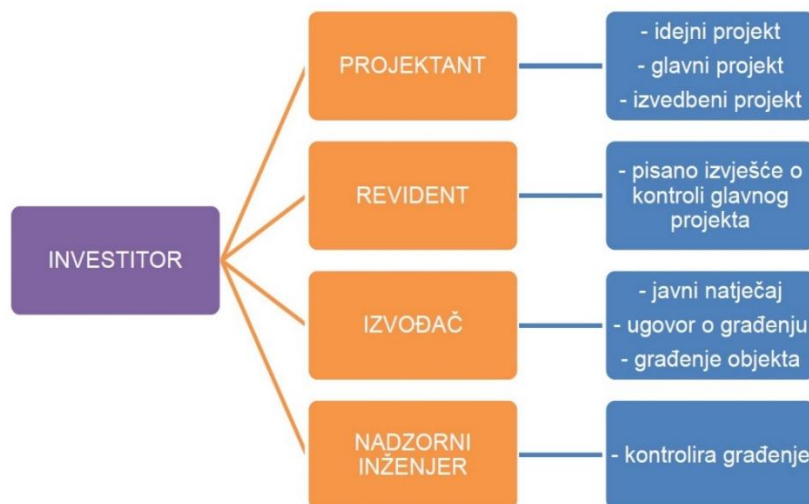 INVESTITOR
PROJEKTANT
- idejni projekt
- glavni projekt
- izvedbeni projekt
REVIDENT
- pisano izvješće o
kontroli glavnog
projekta
IZVOĐAČ
- javni natječaj
- ugovor o građenju
- građenje objekta
NADZORNI
INŽENJER
- kontrolira građenje